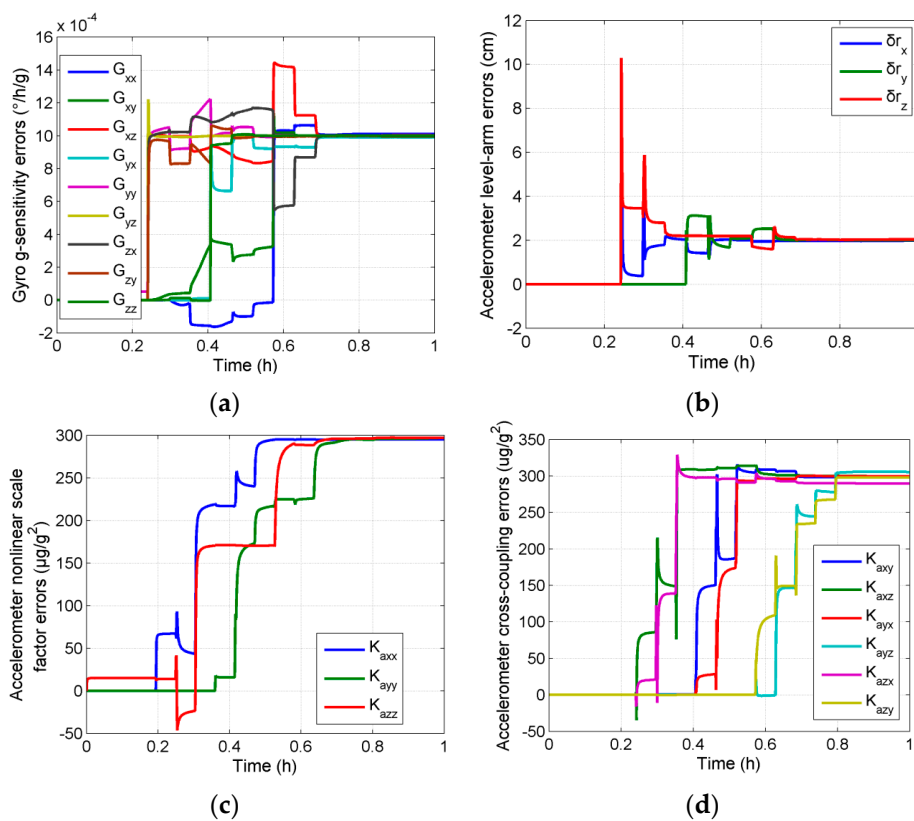 16 x 10⁻⁴
14
12
10
8
6
4
2
0
-2
0
0.2
0.4
0.6
0.8
1
Gyro g-sensitivity errors (°/h/g)
Time (h)
G_xx
G_xy
G_xz
G_yx
G_yy
G_yz
G_zx
G_zy
G_zz
(a)
12
10
8
6
4
2
0
-2
0
0.2
0.4
0.6
0.8
1
Accelerometer level-arm errors (cm)
Time (h)
δr_x
δr_y
δr_z
(b)
300
250
200
150
100
50
0
-50
0
0.2
0.4
0.6
0.8
1
Accelerometer nonlinear scale
factor errors (μg/g²)
Time (h)
K_axx
K_ayy
K_azz
(c)
350
300
250
200
150
100
50
0
-50
0
0.2
0.4
0.6
0.8
1
Accelerometer cross-coupling errors (ug/g²)
Time (h)
K_axy
K_axz
K_ayx
K_ayz
K_azx
K_azy
(d)